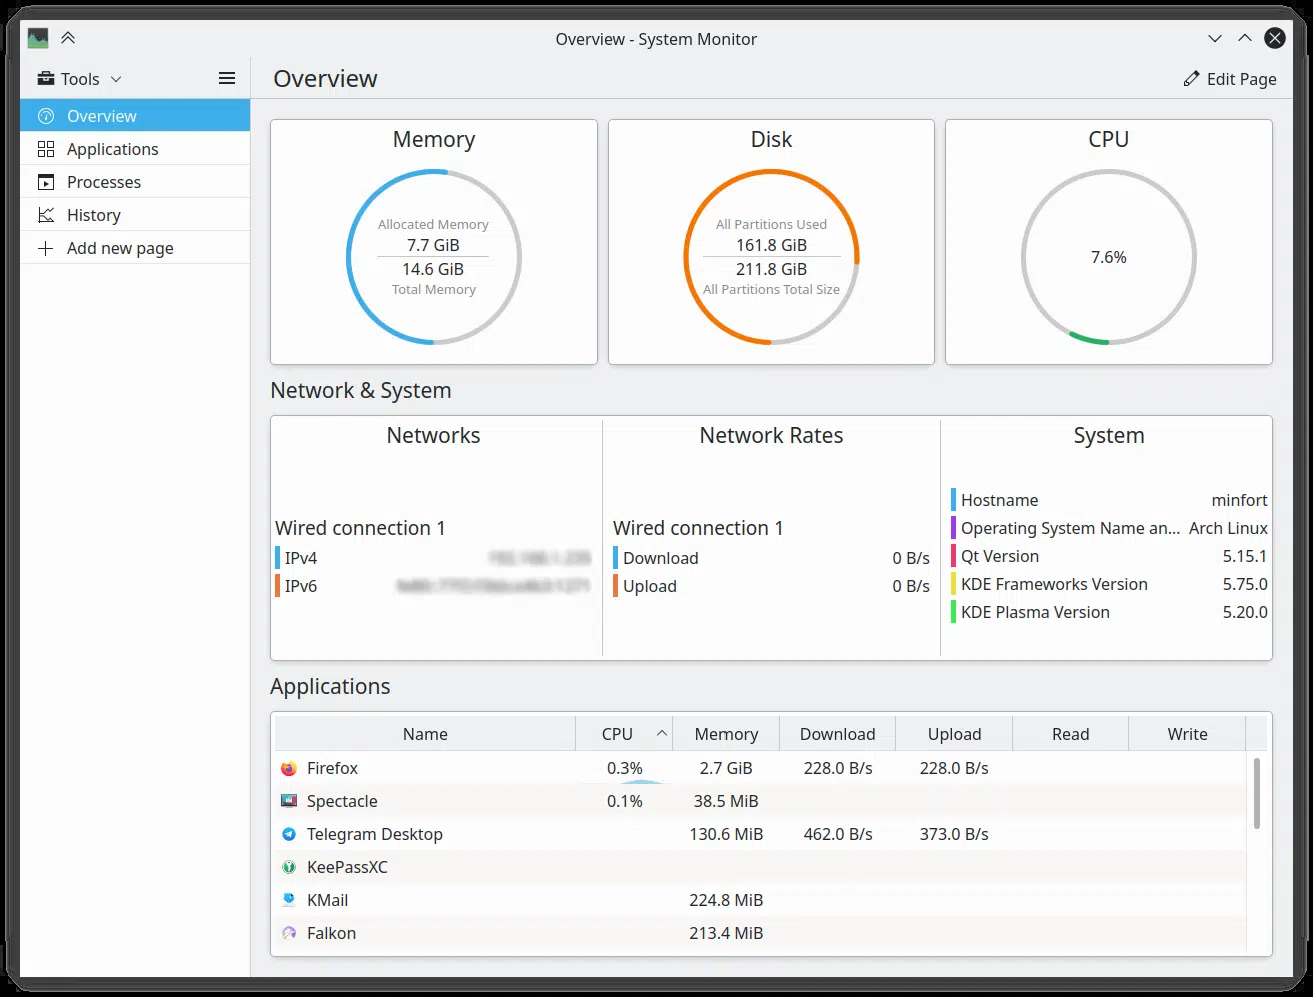 Overview - System Monitor
Tools
Overview
Edit Page
Overview
Applications
Processes
History
Add new page
Memory
Allocated Memory
7.7 GiB
14.6 GiB
Total Memory
Disk
All Partitions Used
161.8 GiB
211.8 GiB
All Partitions Total Size
CPU
7.6%
Network & System
Networks
Wired connection 1
IPv4
IPv6
Network Rates
Wired connection 1
Download 0 B/s
Upload 0 B/s
System
Hostname minfort
Operating System Name an... Arch Linux
Qt Version 5.15.1
KDE Frameworks Version 5.75.0
KDE Plasma Version 5.20.0
Applications
Name CPU Memory Download Upload Read Write
Firefox 0.3% 2.7 GiB 228.0 B/s 228.0 B/s
Spectacle 0.1% 38.5 MiB
Telegram Desktop 130.6 MiB 462.0 B/s 373.0 B/s
KeePassXC
KMail 224.8 MiB
Falkon 213.4 MiB